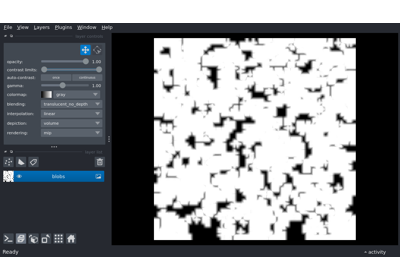 File View Layers Plugins Window Help
opacity: 1.00
contrast limits:
auto-contrast: once continuous
gamma: 1.00
colormap: gray
blending: translucent_no_depth
interpolation: linear
depiction: volume
rendering: mip
blobs
Ready
activity